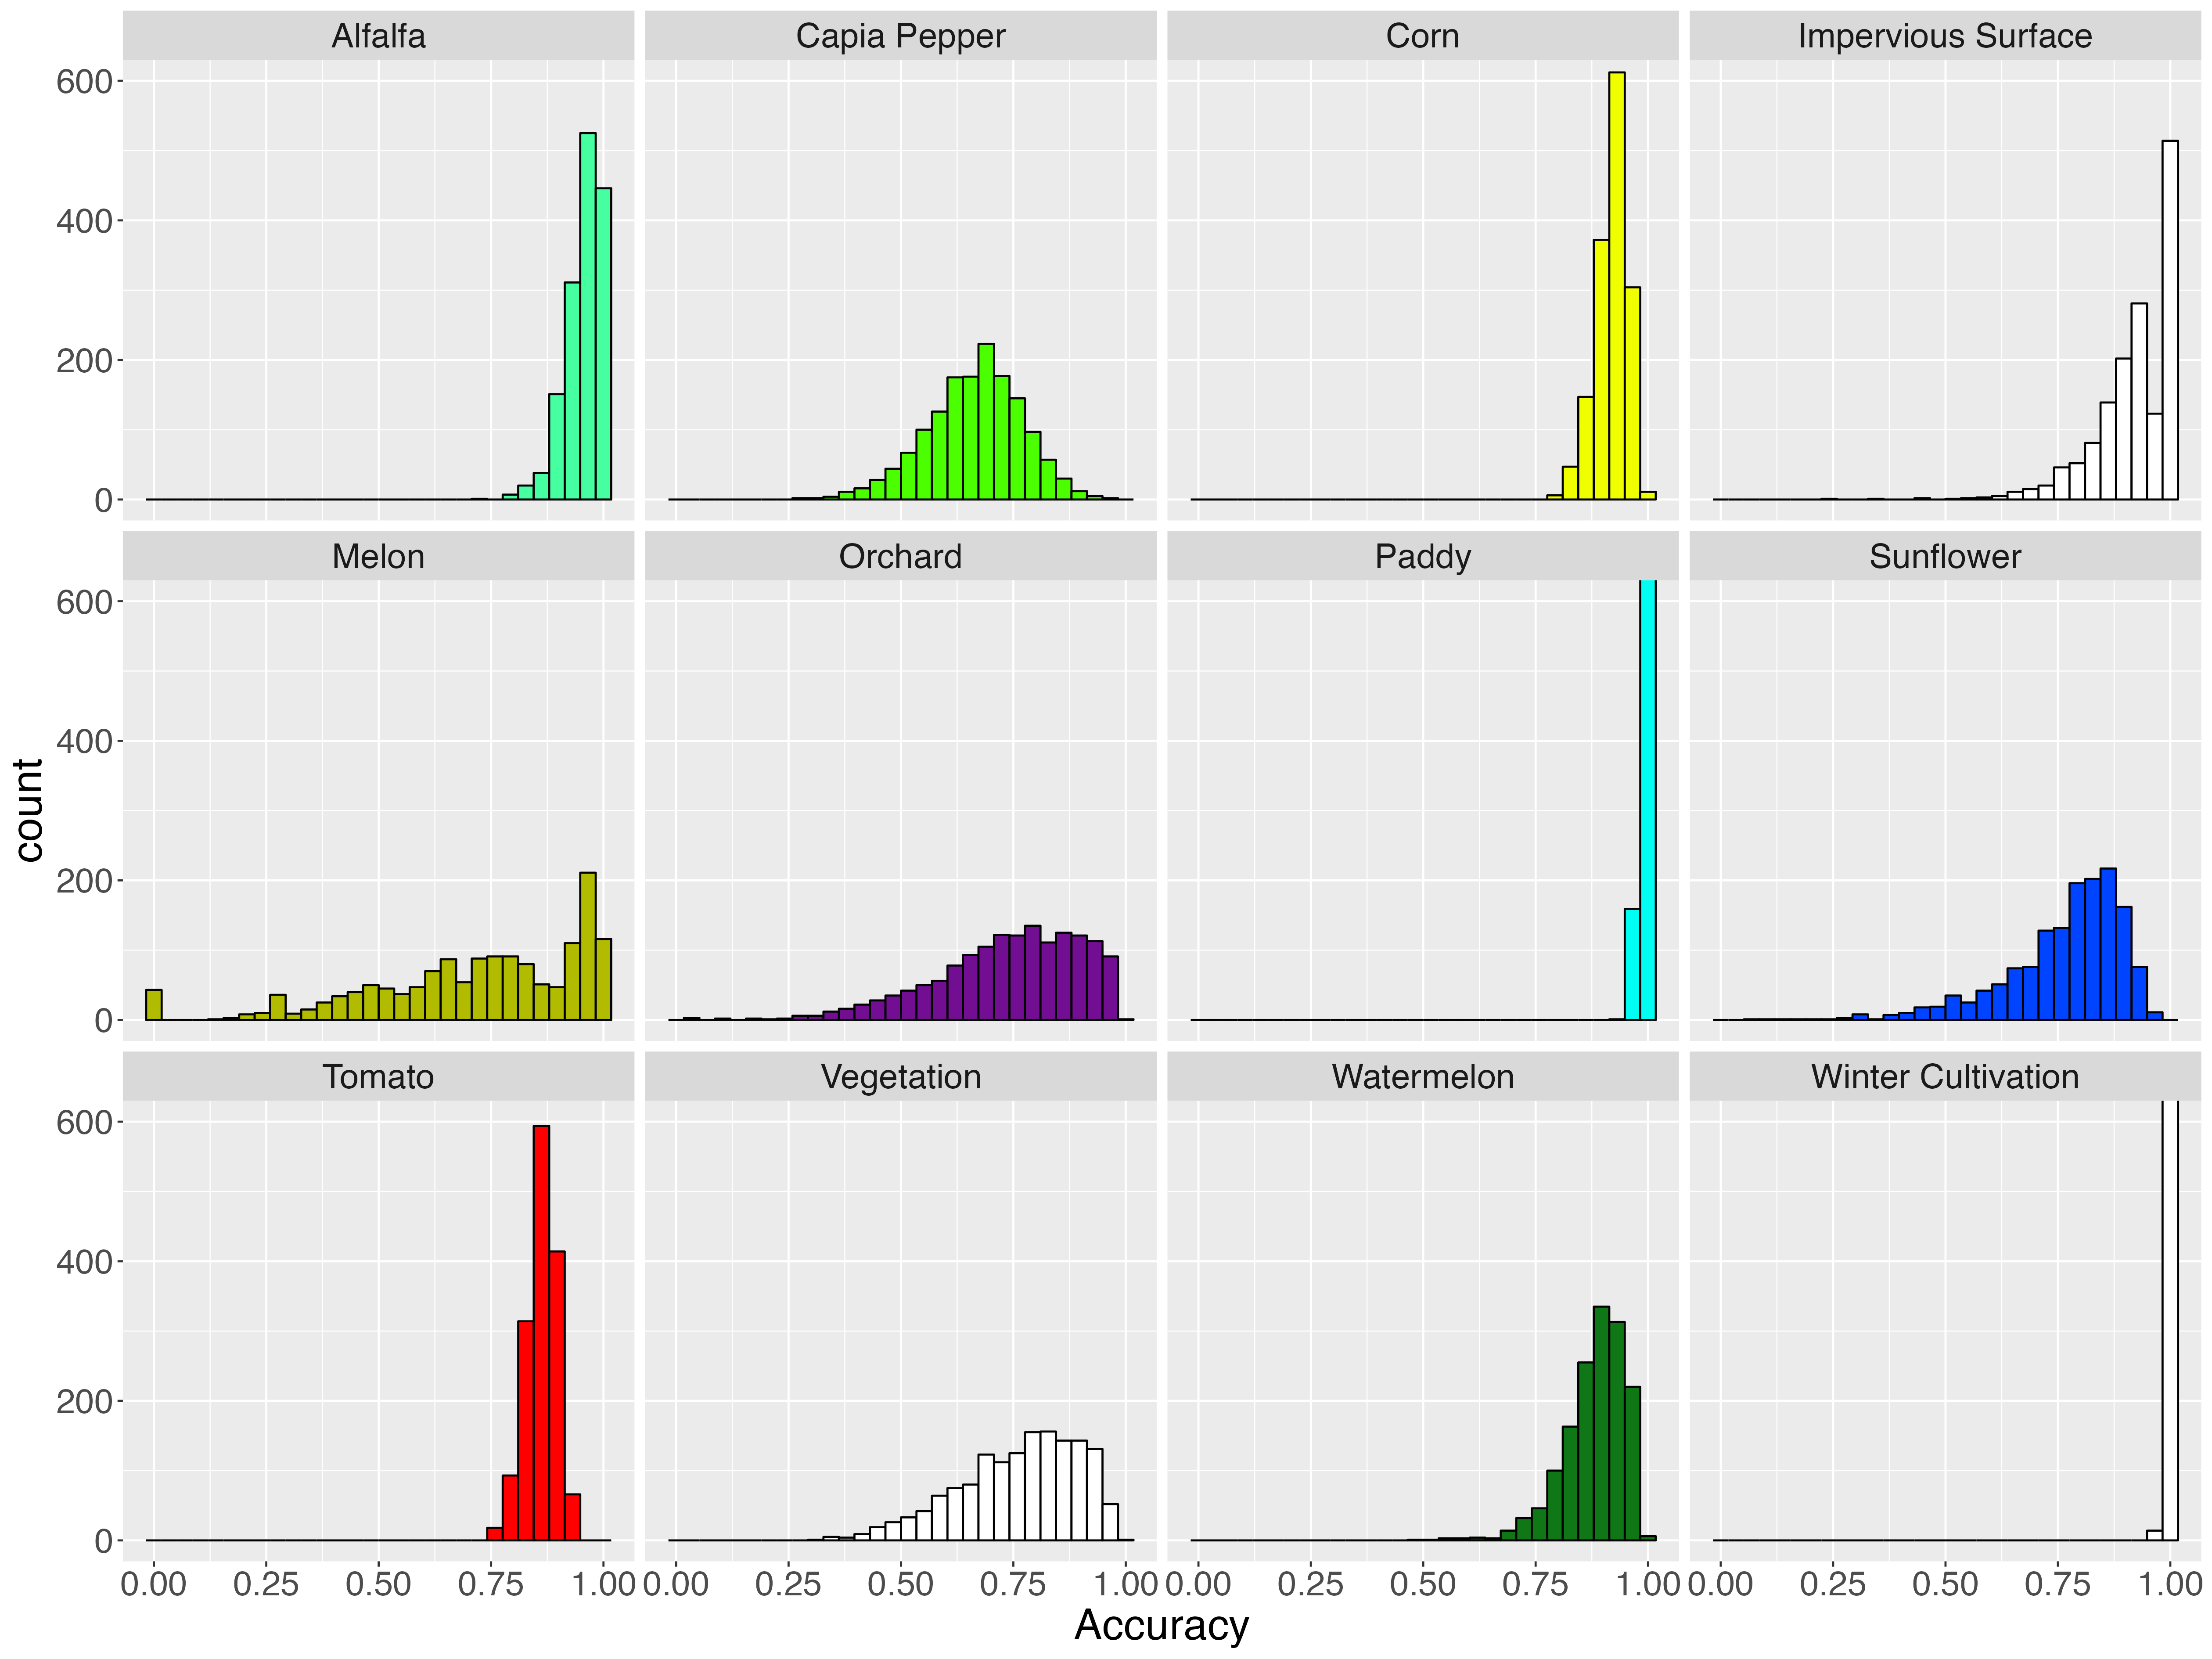 Alfalfa Capia Pepper Corn Impervious Surface
600
400
200
0
Melon Orchard Paddy Sunflower
600
400
200
0
count
Tomato Vegetation Watermelon Winter Cultivation
600
400
200
0
0.00 0.25 0.50 0.75 1.00 0.00 0.25 0.50 0.75 1.00 0.00 0.25 0.50 0.75 1.00 0.00 0.25 0.50 0.75 1.00
Accuracy